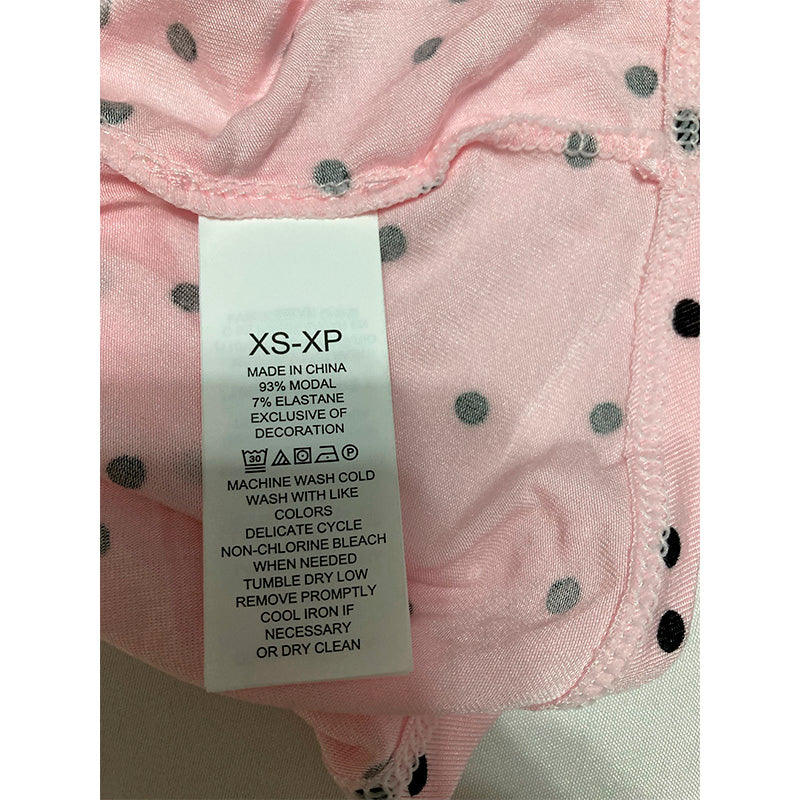 XS-XP
MADE IN CHINA
93% MODAL
7% ELASTANE
EXCLUSIVE OF
DECORATION
30 P
MACHINE WASH COLD
WASH WITH LIKE
COLORS
DELICATE CYCLE
NON-CHLORINE BLEACH
WHEN NEEDED
TUMBLE DRY LOW
REMOVE PROMPTLY
COOL IRON IF
NECESSARY
OR DRY CLEAN